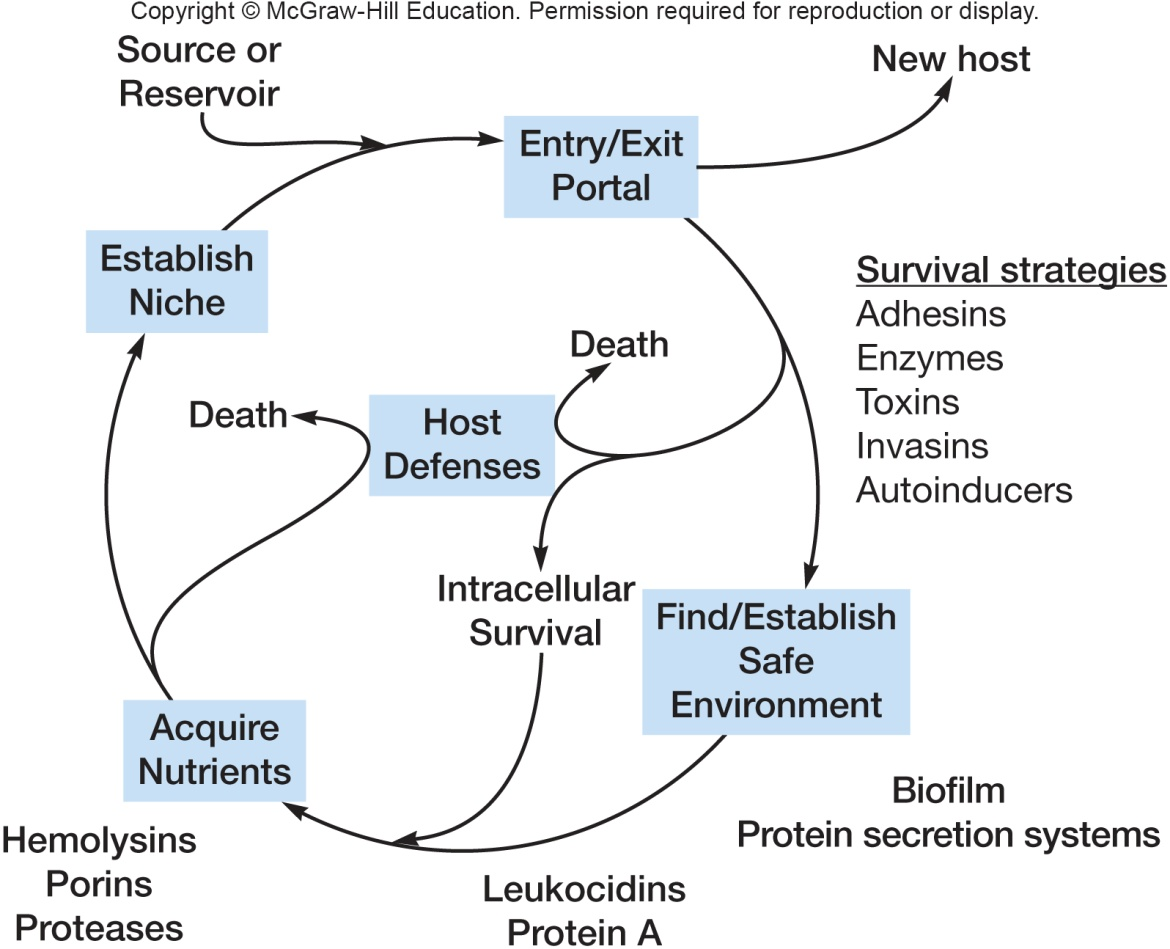 Copyright © McGraw-Hill Education. Permission required for reproduction or display.
Source or
Reservoir
New host
Entry/Exit
Portal
Establish
Niche
Survival strategies
Adhesins
Enzymes
Toxins
Invasins
Autoinducers
Death
Death
Host
Defenses
Intracellular
Survival
Find/Establish
Safe
Environment
Acquire
Nutrients
Biofilm
Protein secretion systems
Hemolysins
Porins
Proteases
Leukocidins
Protein A